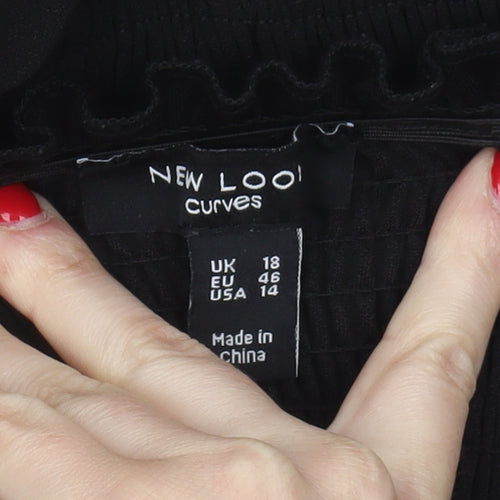 NEW LOO
curves
UK 18
EU 46
USA 14
Made in
China